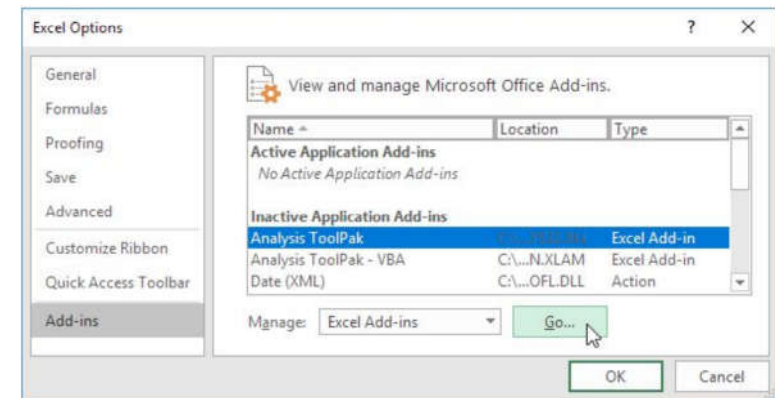 Excel Options ? ×
General
Formulas
Proofing
Save
Advanced
Customize Ribbon
Quick Access Toolbar
Add-ins
View and manage Microsoft Office Add-ins.
Name Location Type
Active Application Add-ins
No Active Application Add-ins
Inactive Application Add-ins
Analysis ToolPak Excel Add-in
Analysis ToolPak - VBA C:\...N.XLAM Excel Add-in
Date (XML) C:\...OFL.DLL Action
Manage: Excel Add-ins Go...
OK Cancel